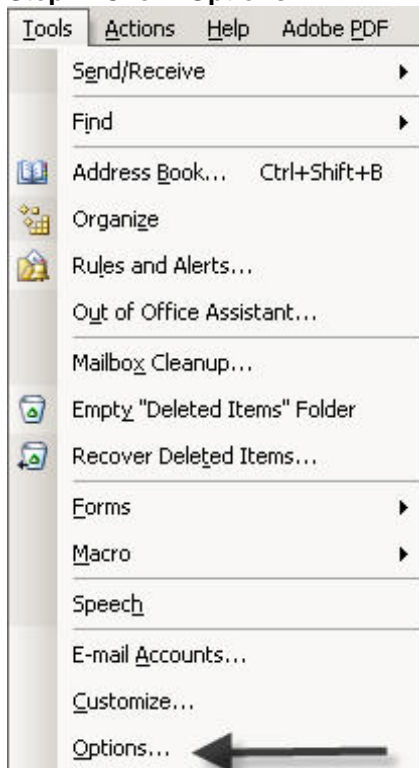 Tools Actions Help Adobe PDF
Send/Receive
Find
Address Book... Ctrl+Shift+B
Organize
Rules and Alerts...
Out of Office Assistant...
Mailbox Cleanup...
Empty "Deleted Items" Folder
Recover Deleted Items...
Forms
Macro
Speech
E-mail Accounts...
Customize...
Options...